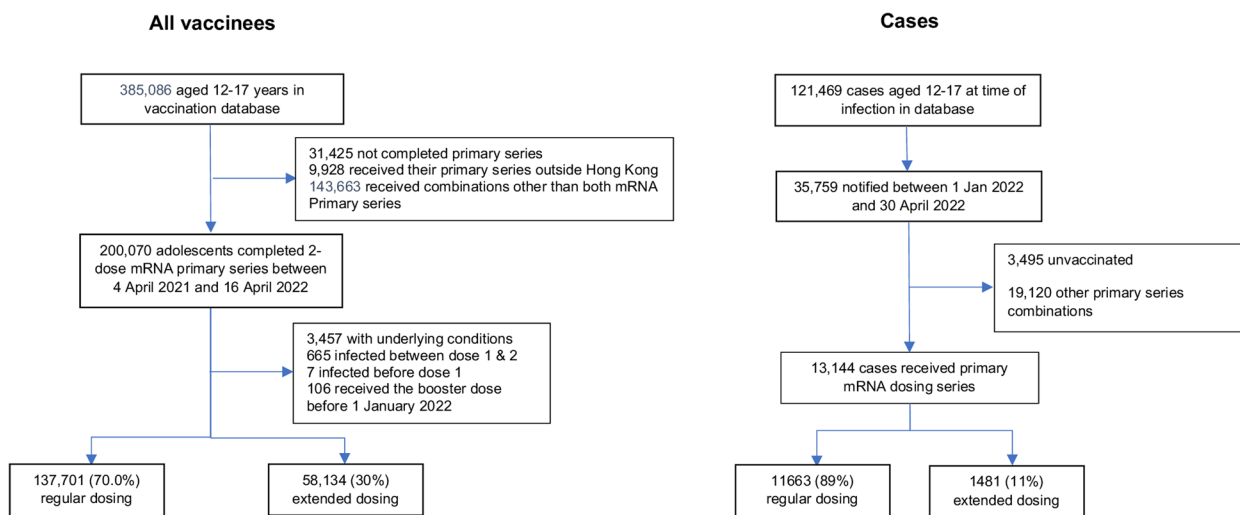 All vaccinees
385,086 aged 12-17 years in
vaccination database
31,425 not completed primary series
9,928 received their primary series outside Hong Kong
143,663 received combinations other than both mRNA
Primary series
200,070 adolescents completed 2-
dose mRNA primary series between
4 April 2021 and 16 April 2022
3,457 with underlying conditions
665 infected between dose 1 & 2
7 infected before dose 1
106 received the booster dose
before 1 January 2022
137,701 (70.0%)
regular dosing
58,134 (30%)
extended dosing
Cases
121,469 cases aged 12-17 at time of
infection in database
35,759 notified between 1 Jan 2022
and 30 April 2022
3,495 unvaccinated
19,120 other primary series
combinations
13,144 cases received primary
mRNA dosing series
11663 (89%)
regular dosing
1481 (11%)
extended dosing